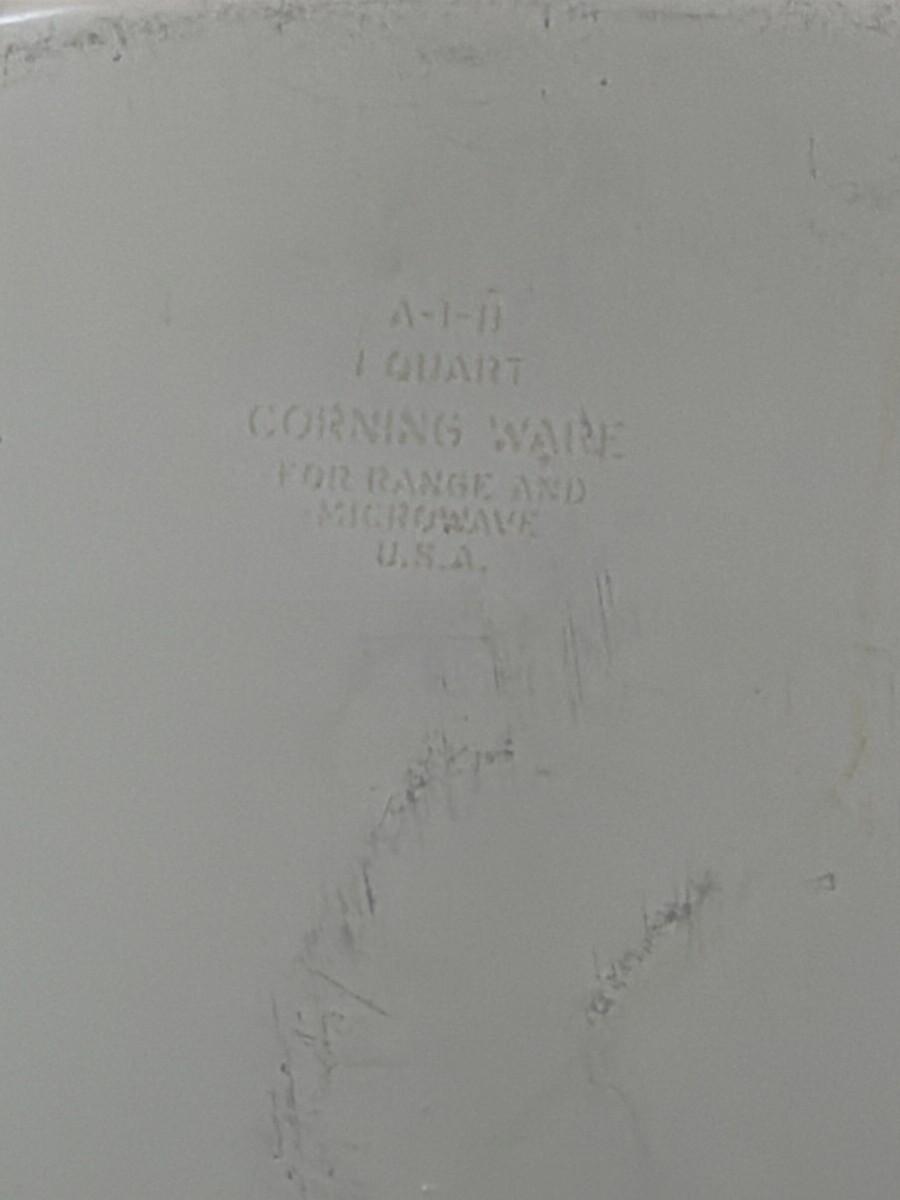 A-1-B
1 QUART
CORNING WARE
FOR RANGE AND
MICROWAVE
U.S.A.